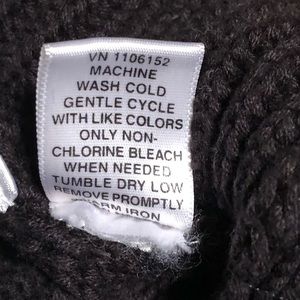 VN 1106152
MACHINE
WASH COLD
GENTLE CYCLE
WITH LIKE COLORS
ONLY NON-
CHLORINE BLEACH
WHEN NEEDED
TUMBLE DRY LOW
REMOVE PROMPTLY
WARM IRON